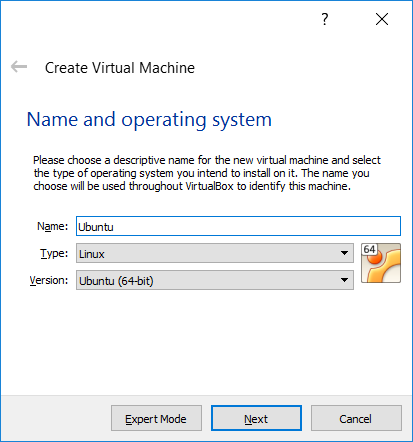 ?
Create Virtual Machine
Name and operating system
Please choose a descriptive name for the new virtual machine and select
the type of operating system you intend to install on it. The name you
choose will be used throughout VirtualBox to identify this machine.
Name: Ubuntu
Type: Linux
64
Version: Ubuntu (64-bit)
Expert Mode Next Cancel